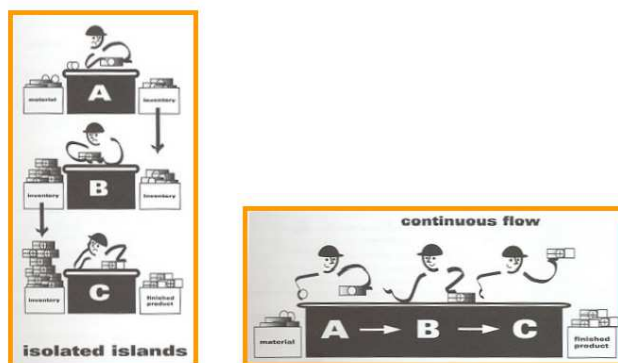 A
material
inventory
B
inventory
inventory
C
inventory
finished
product
isolated islands
continuous flow
A → B → C
material
finished
product